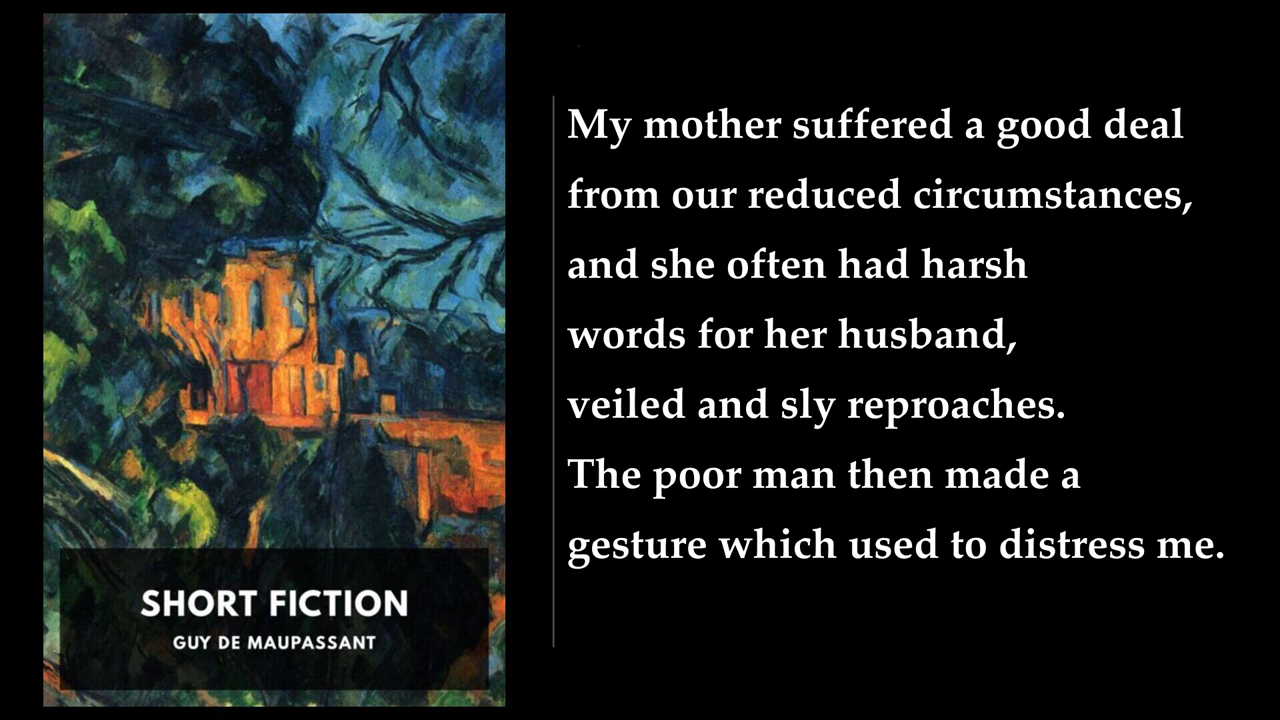 My mother suffered a good deal
from our reduced circumstances,
and she often had harsh
words for her husband,
veiled and sly reproaches.
The poor man then made a
gesture which used to distress me.
SHORT FICTION
GUY DE MAUPASSANT